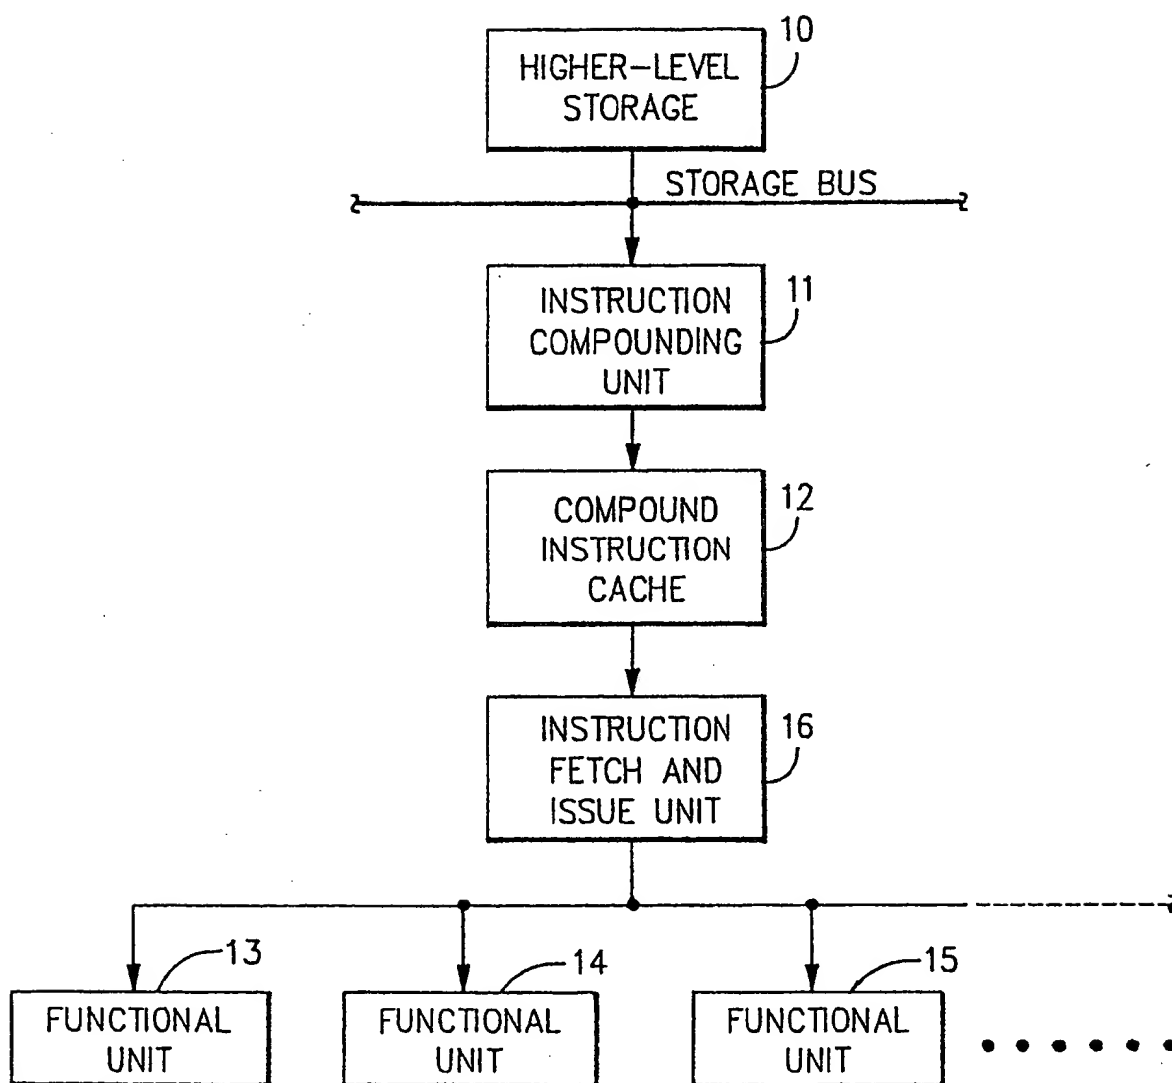 10
HIGHER-LEVEL
STORAGE
STORAGE BUS
11
INSTRUCTION
COMPOUNDING
UNIT
12
COMPOUND
INSTRUCTION
CACHE
16
INSTRUCTION
FETCH AND
ISSUE UNIT
13
14
15
FUNCTIONAL
UNIT
FUNCTIONAL
UNIT
FUNCTIONAL
UNIT